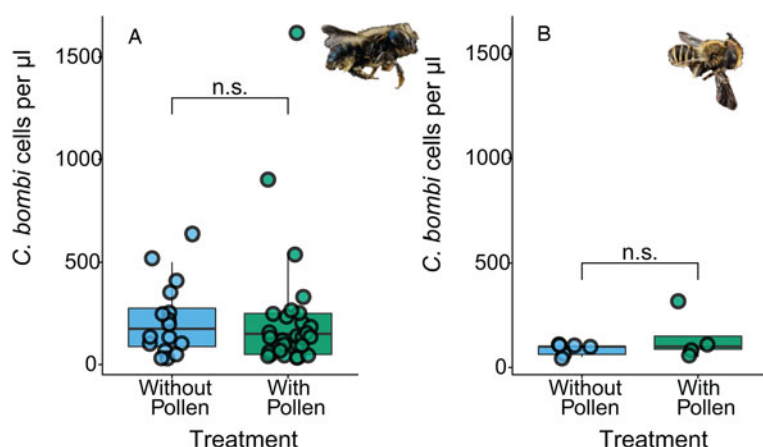 A
C. bombi cells per µl
1500
1000
500
0
n.s.
Without
Pollen
With
Pollen
Treatment
B
C. bombi cells per µl
1500
1000
500
0
n.s.
Without
Pollen
With
Pollen
Treatment